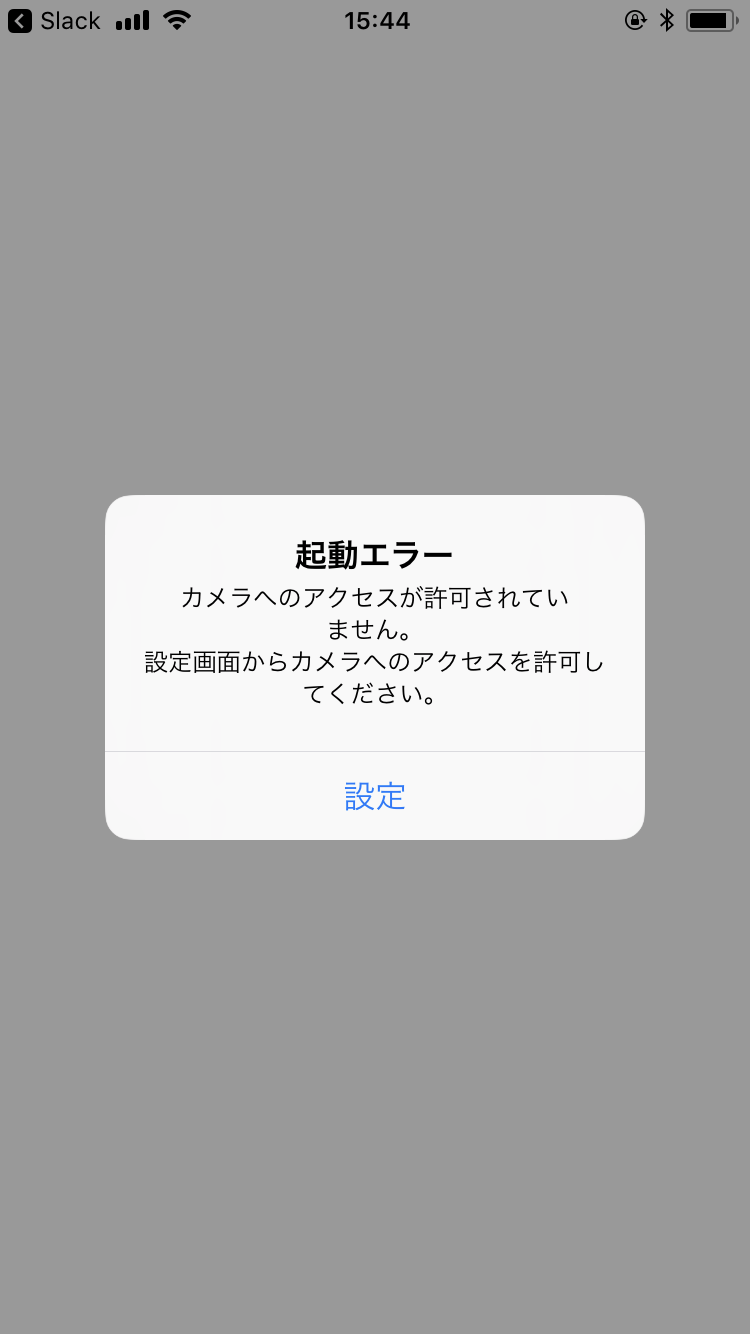 Slack
15:44
起動エラー
カメラへのアクセスが許可されてい
ません。
設定画面からカメラへのアクセスを許可し
てください。
設定